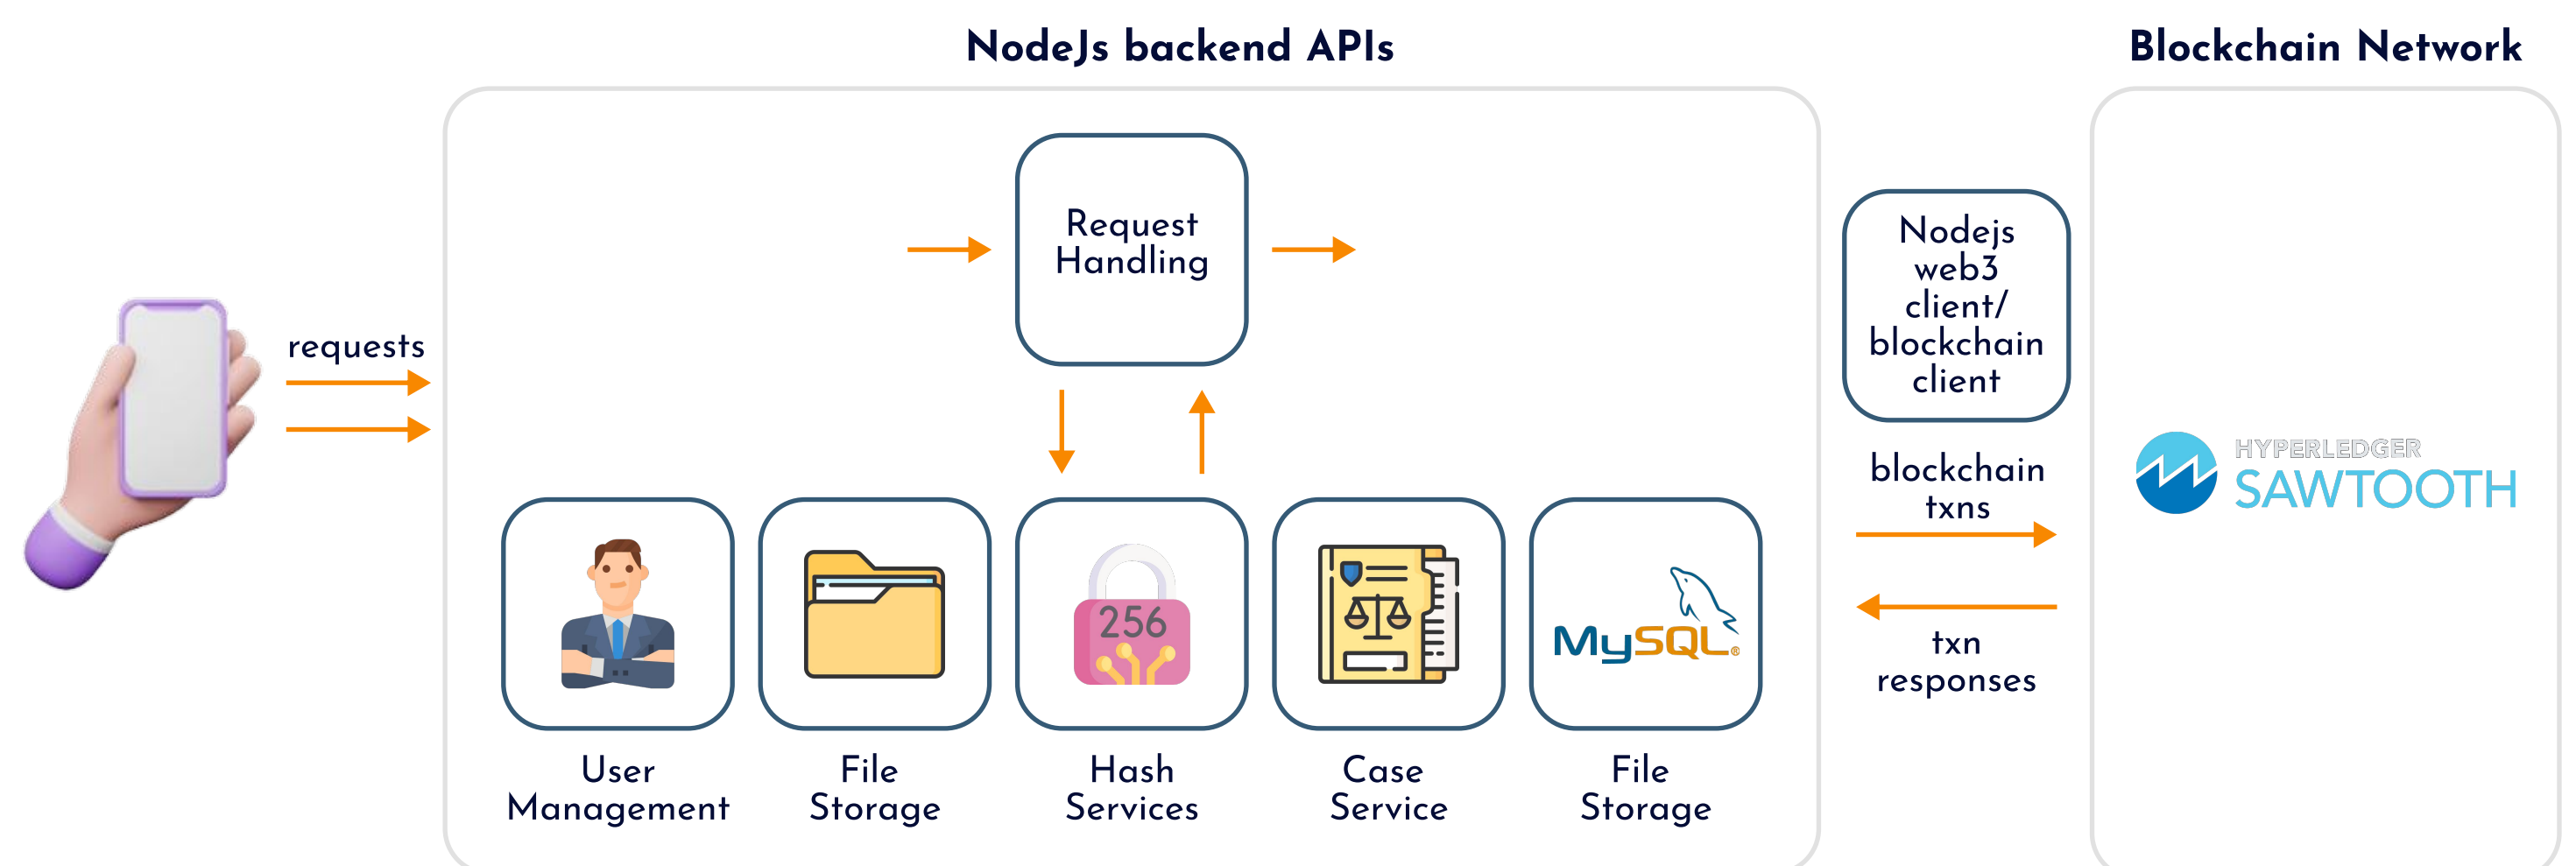 NodeJs backend APIs
Blockchain Network
requests
Request
Handling
Nodejs
web3
client/
blockchain
client
blockchain
txns
txn
responses
HYPERLEDGER
SAWTOOTH
256
MySQL®
User
Management
File
Storage
Hash
Services
Case
Service
File
Storage